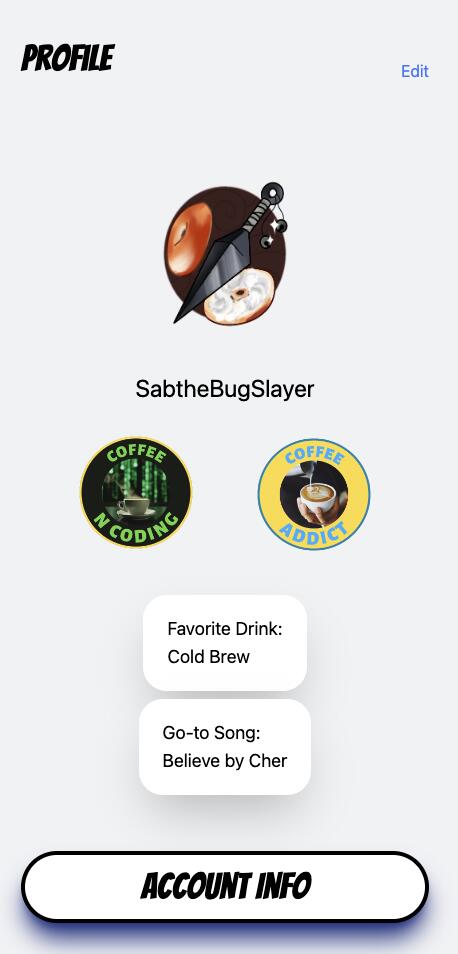 PROFILE
Edit
SabtheBugSlayer
COFFEE
N CODING
COFFEE
ADDICT
Favorite Drink:
Cold Brew
Go-to Song:
Believe by Cher
ACCOUNT INFO